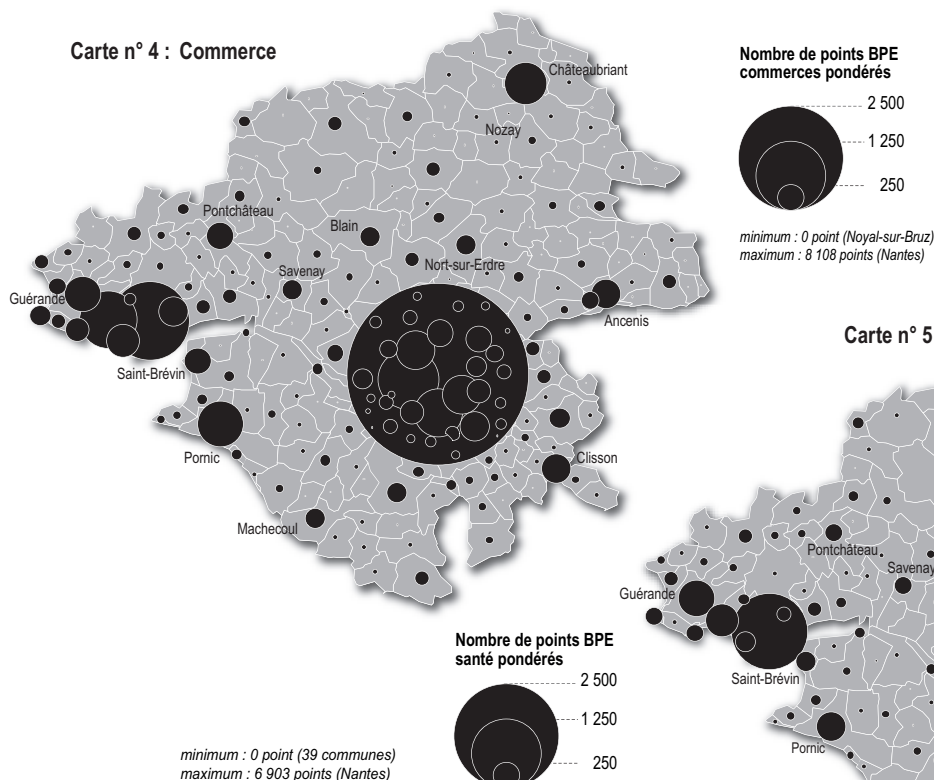 Carte n° 4 : Commerce
Châteaubriant
Nozay
Pontchâteau
Blain
Nort-sur-Erdre
Savenay
Guérande
Ancenis
Saint-Brévin
Pornic
Clisson
Machecoul
Nombre de points BPE
commerces pondérés
2 500
1 250
250
minimum : 0 point (Noyal-sur-Bruz)
maximum : 8 108 points (Nantes)
Carte n° 5
Pontchâteau
Savenay
Guérande
Saint-Brévin
Pornic
Nombre de points BPE
santé pondérés
2 500
1 250
250
minimum : 0 point (39 communes)
maximum : 6 903 points (Nantes)